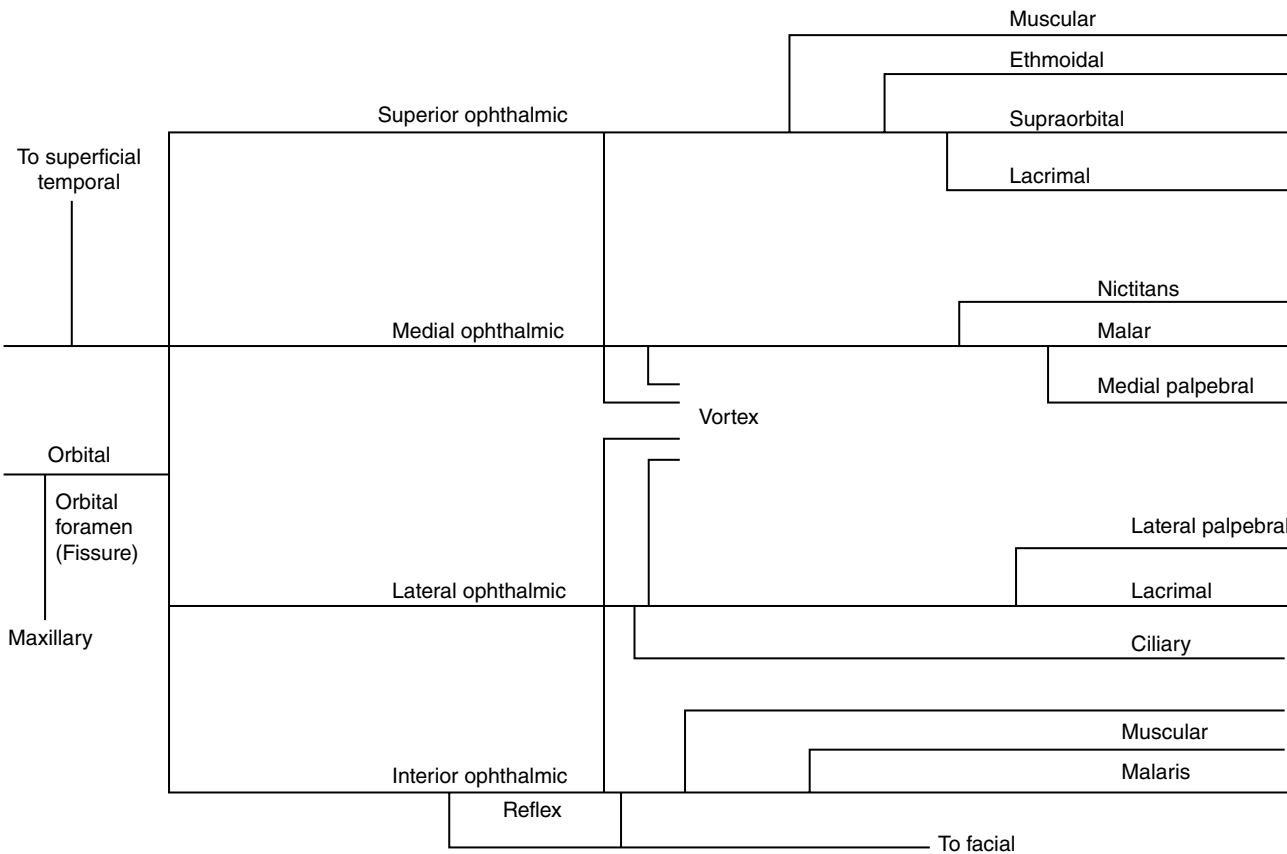 Muscular
Ethmoidal
Superior ophthalmic
Supraorbital
To superficial
temporal
Lacrimal
Nictitans
Medial ophthalmic
Malar
Medial palpebral
Vortex
Orbital
Orbital
foramen
(Fissure)
Lateral palpebral
Lateral ophthalmic
Lacrimal
Maxillary
Ciliary
Muscular
Interior ophthalmic
Malaris
Reflex
To facial